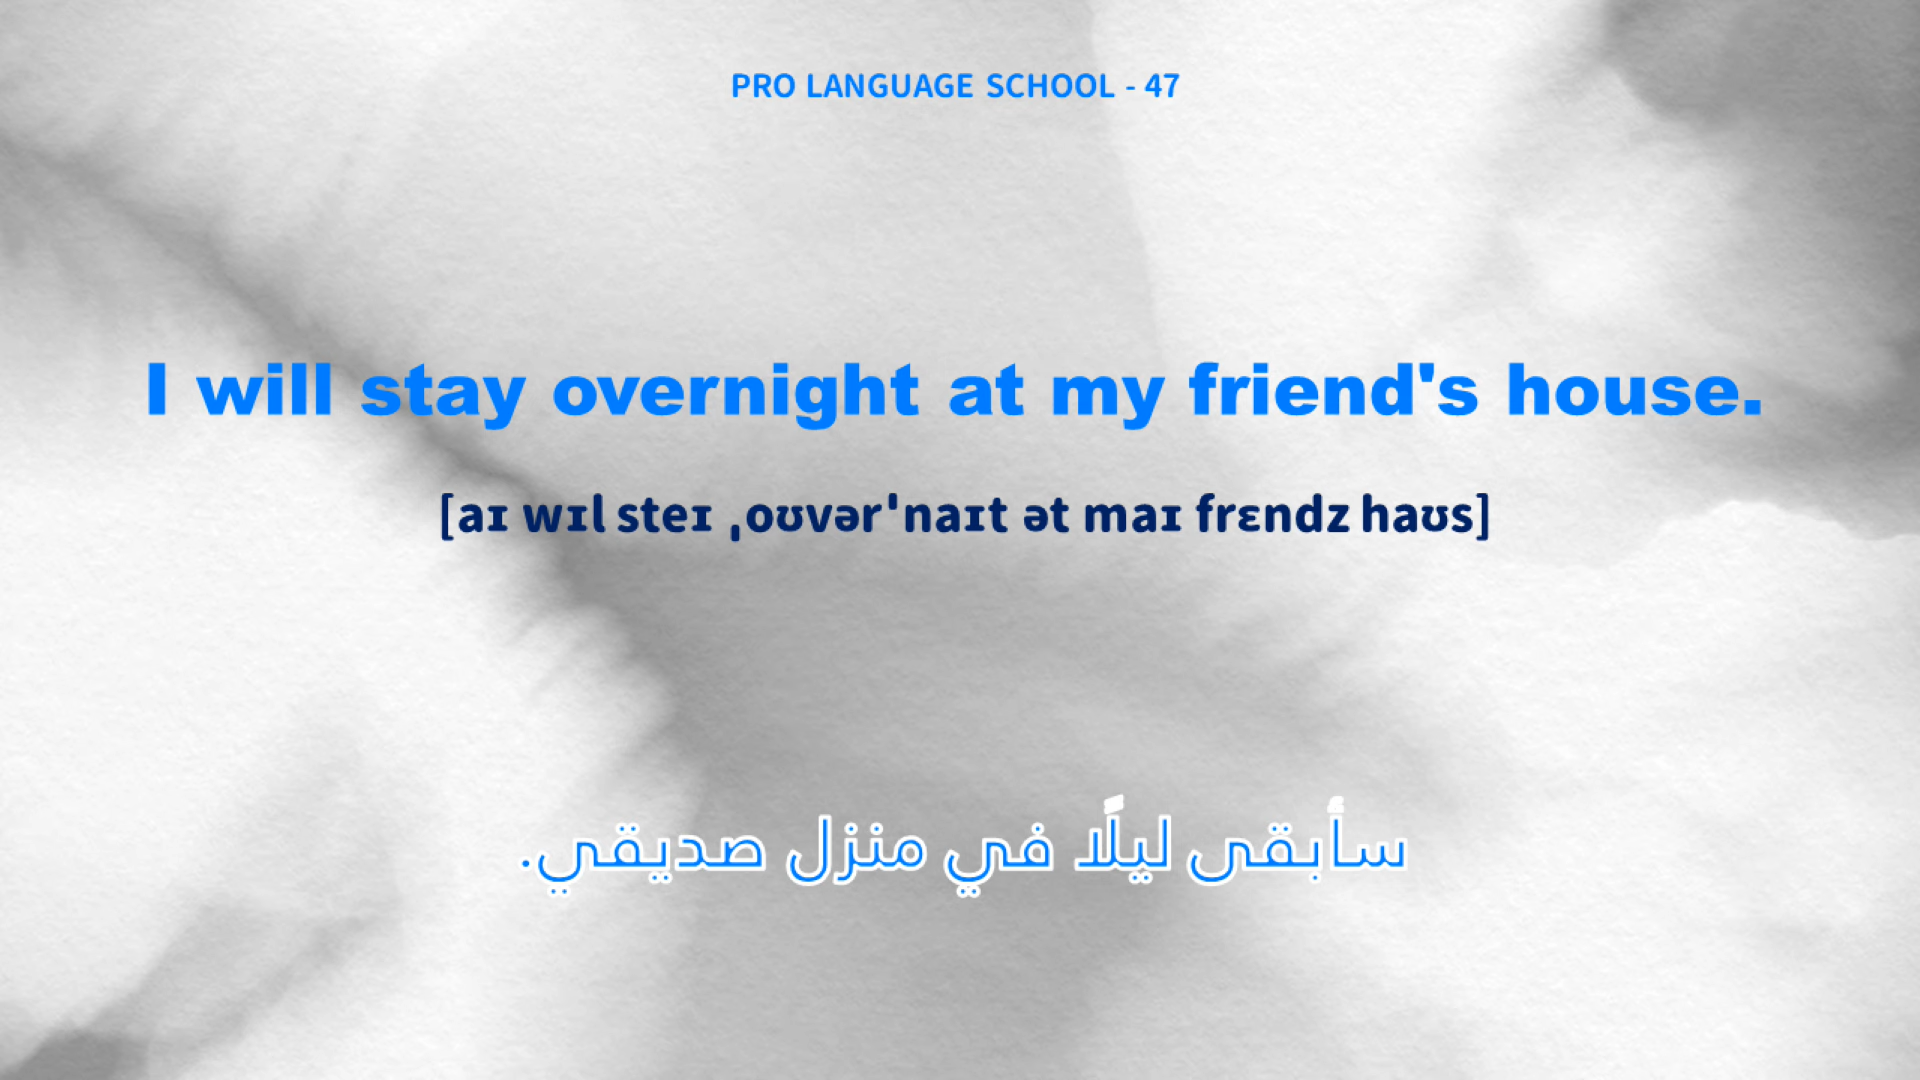 PRO LANGUAGE SCHOOL - 47
I will stay overnight at my friend's house.
[aɪ wɪl steɪ ˌoʊvərˈnaɪt ət maɪ frɛndz haʊs]
سأبقى ليلًا في منزل صديقي.